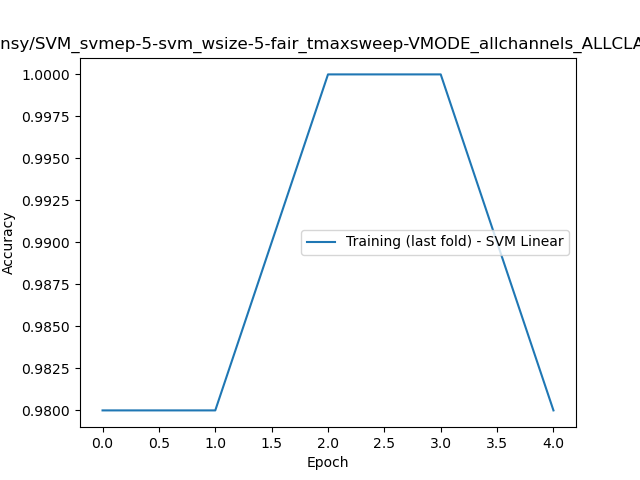 nsy/SVM_svmep-5-svm_wsize-5-fair_tmaxsweep-VMODE_allchannels_ALLCLA
1.0000
0.9975
0.9950
0.9925
0.9900
0.9875
0.9850
0.9825
0.9800
Accuracy
Training (last fold) - SVM Linear
0.0 0.5 1.0 1.5 2.0 2.5 3.0 3.5 4.0
Epoch